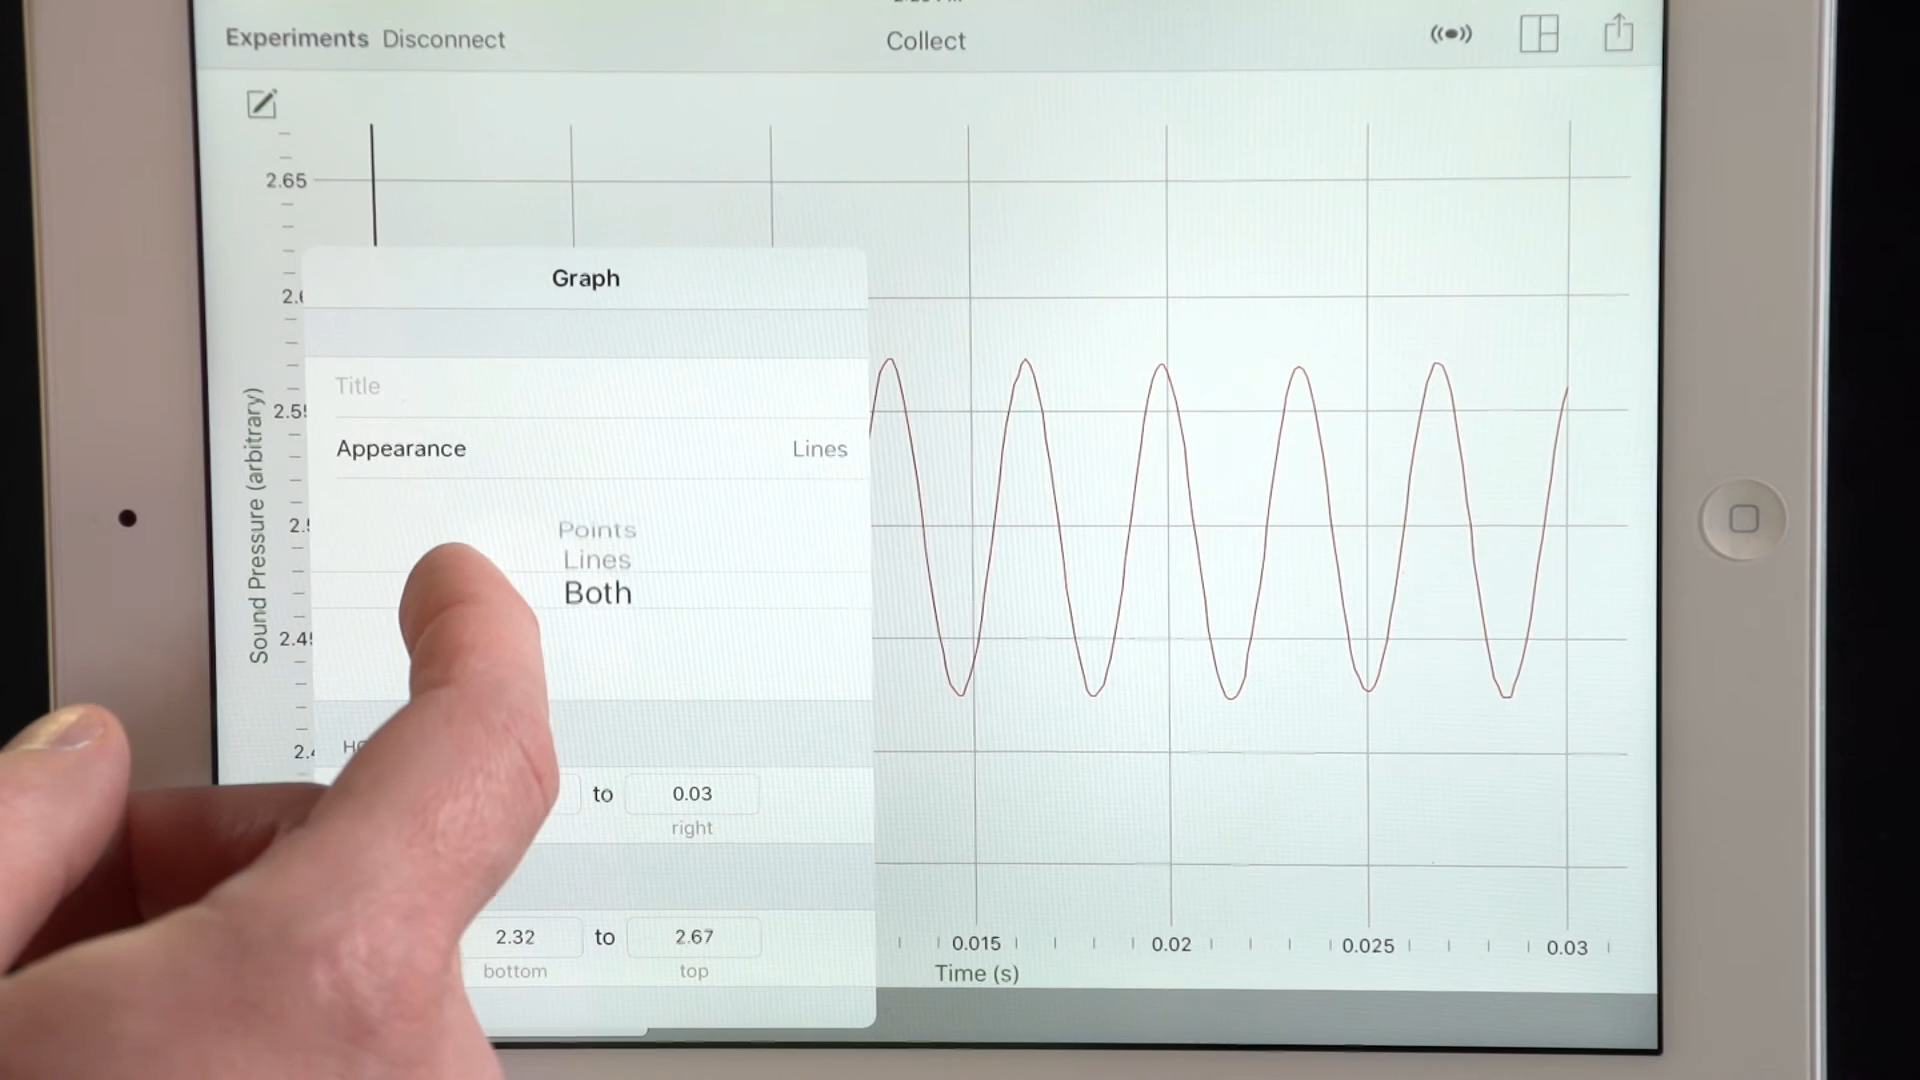 Experiments Disconnect
Collect
2.65
Graph
Title
Appearance Lines
Points
Lines
Both
to 0.03
right
2.32 to 2.67
bottom top
Sound Pressure (arbitrary)
0.015 0.02 0.025 0.03
Time (s)